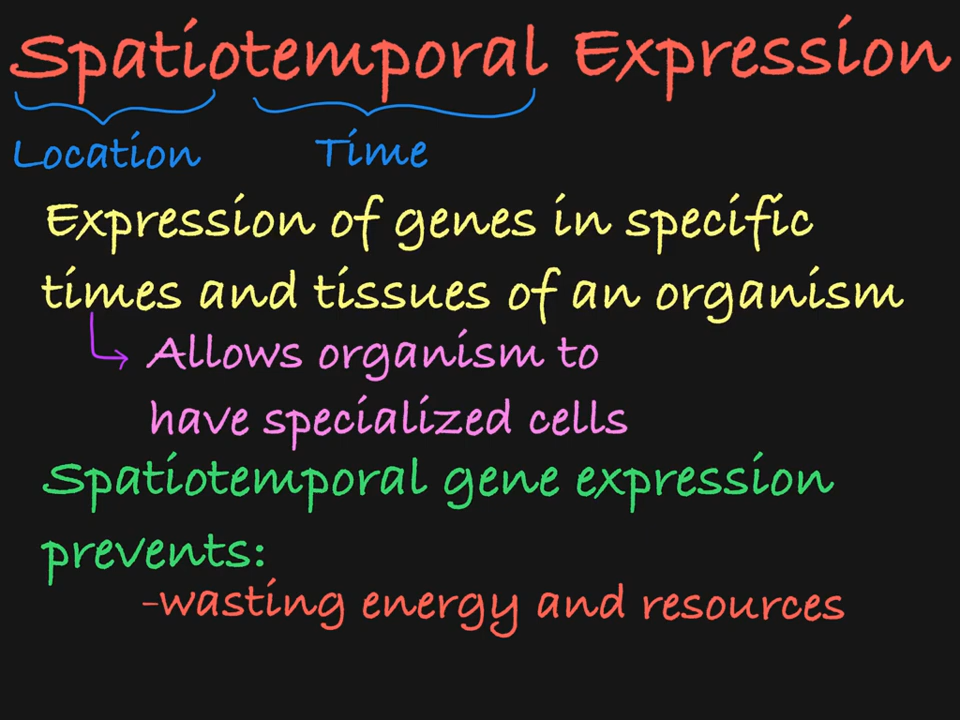 Spatiotemporal Expression
Location Time
Expression of genes in specific
times and tissues of an organism
Allows organism to
have specialized cells
Spatiotemporal gene expression
prevents:
-wasting energy and resources